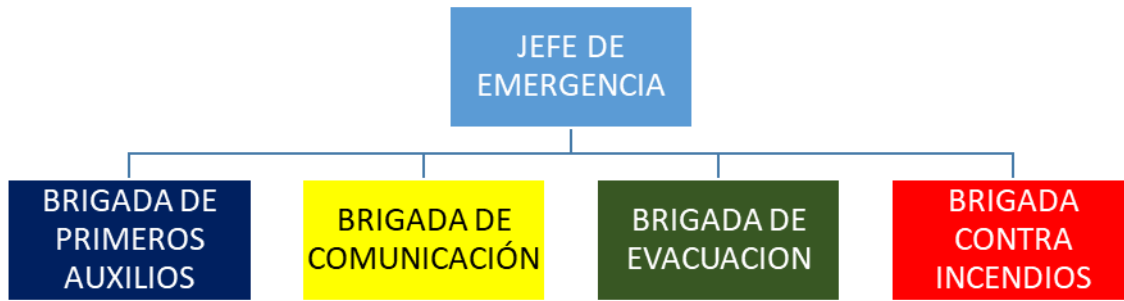 JEFE DE
EMERGENCIA
BRIGADA DE
PRIMEROS
AUXILIOS
BRIGADA DE
COMUNICACIÓN
BRIGADA DE
EVACUACION
BRIGADA
CONTRA
INCENDIOS